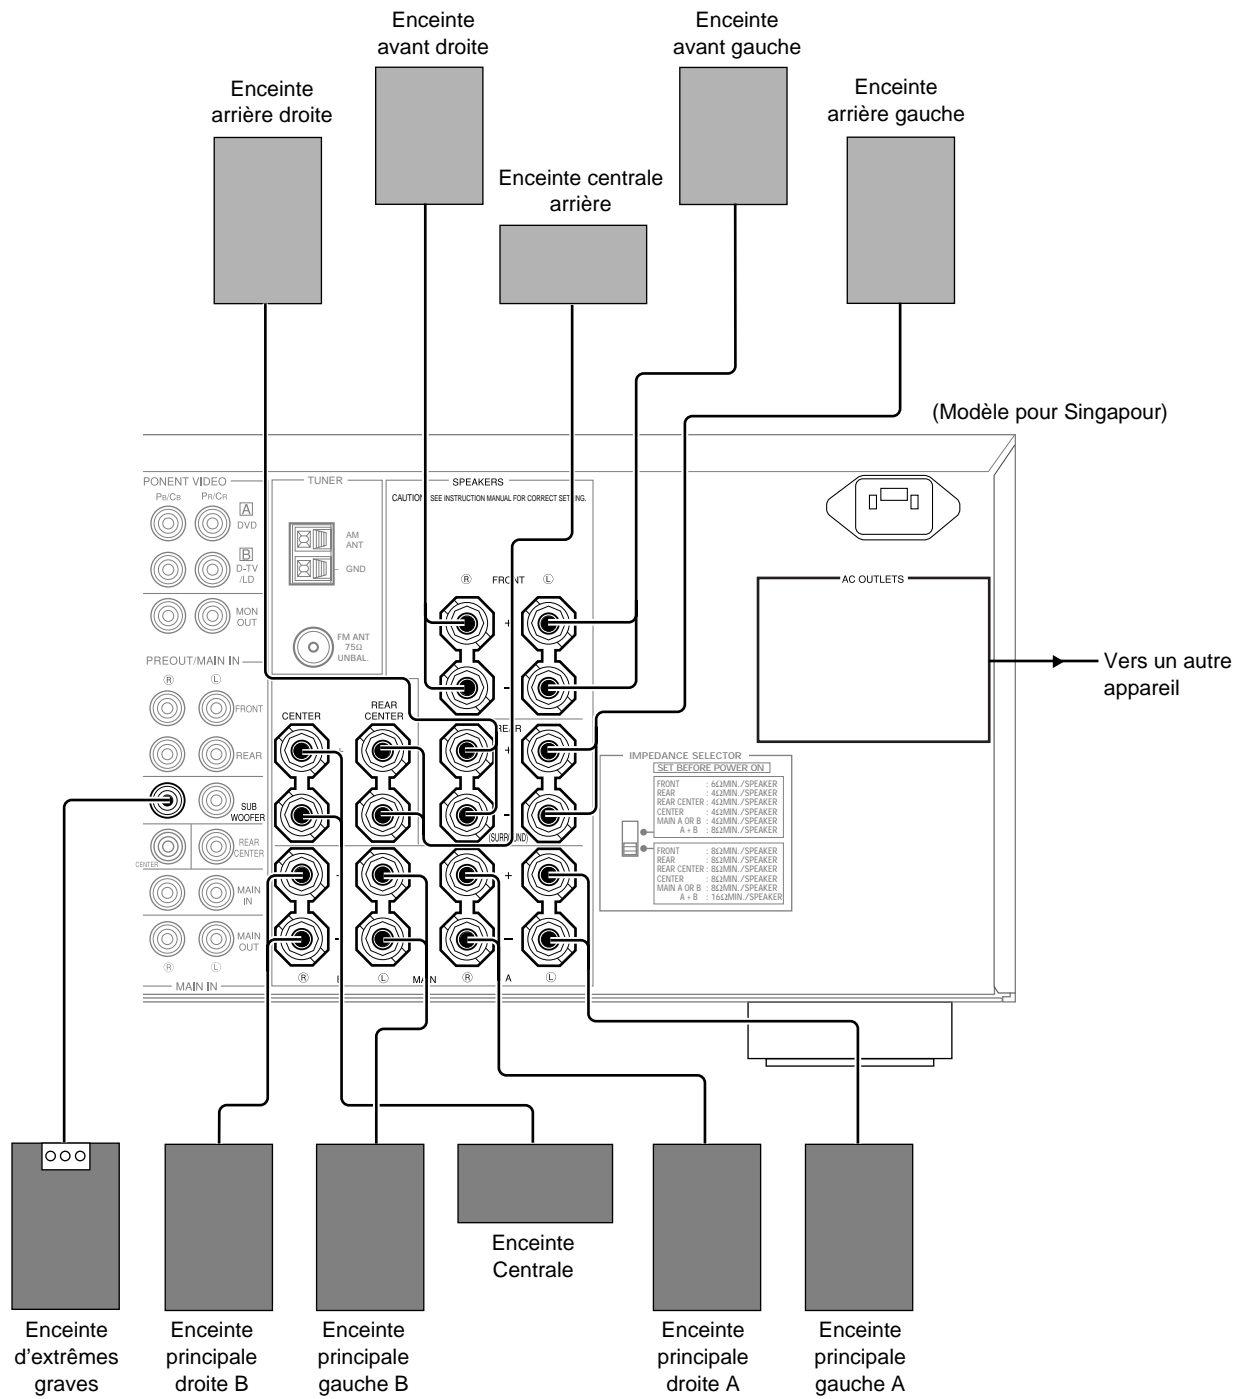 Enceinte
avant droite
Enceinte
avant gauche
Enceinte
arrière droite
Enceinte
arrière gauche
Enceinte centrale
arrière
(Modèle pour Singapour)
PONENT VIDEO
PB/CB
PR/CR
A
DVD
B
D-TV
/LD
MON
OUT
TUNER
AM
ANT
GND
FM ANT
75Ω
UNBAL.
SPEAKERS
CAUTION SEE INSTRUCTION MANUAL FOR CORRECT SETTING.
R FRONT L
+
–
AC OUTLETS
Vers un autre
appareil
PREOUT/MAIN IN
R L
FRONT
REAR
SUB
WOOFER
CENTER
REAR
CENTER
MAIN
IN
MAIN
OUT
R L
MAIN IN
CENTER
REAR
CENTER
+
REAR
+
–
(SURROUND)
+
–
R B L MAIN R A L
IMPEDANCE SELECTOR
SET BEFORE POWER ON
FRONT : 6ΩMIN./SPEAKER
REAR : 4ΩMIN./SPEAKER
REAR CENTER : 4ΩMIN./SPEAKER
CENTER : 4ΩMIN./SPEAKER
MAIN A OR B : 4ΩMIN./SPEAKER
A + B : 8ΩMIN./SPEAKER
FRONT : 8ΩMIN./SPEAKER
REAR : 8ΩMIN./SPEAKER
REAR CENTER : 8ΩMIN./SPEAKER
CENTER : 8ΩMIN./SPEAKER
MAIN A OR B : 8ΩMIN./SPEAKER
A + B : 16ΩMIN./SPEAKER
Enceinte
Centrale
Enceinte
d'extrêmes
graves
Enceinte
principale
droite B
Enceinte
principale
gauche B
Enceinte
principale
droite A
Enceinte
principale
gauche A